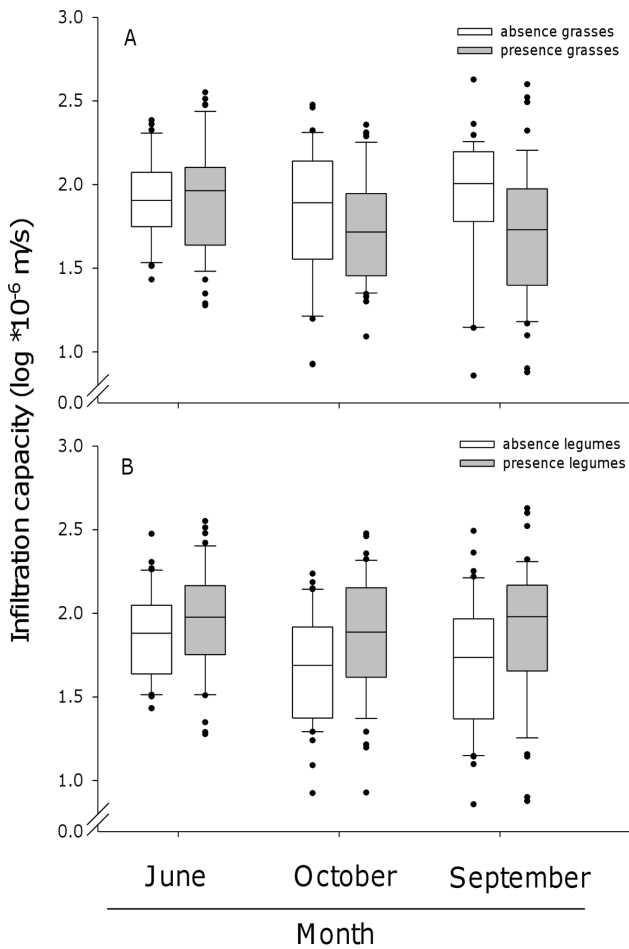 3.0
A
absence grasses
presence grasses
2.5
2.0
1.5
1.0
0.0
Infiltration capacity (log *10-6 m/s)
3.0
B
absence legumes
presence legumes
2.5
2.0
1.5
1.0
0.0
June October September
Month